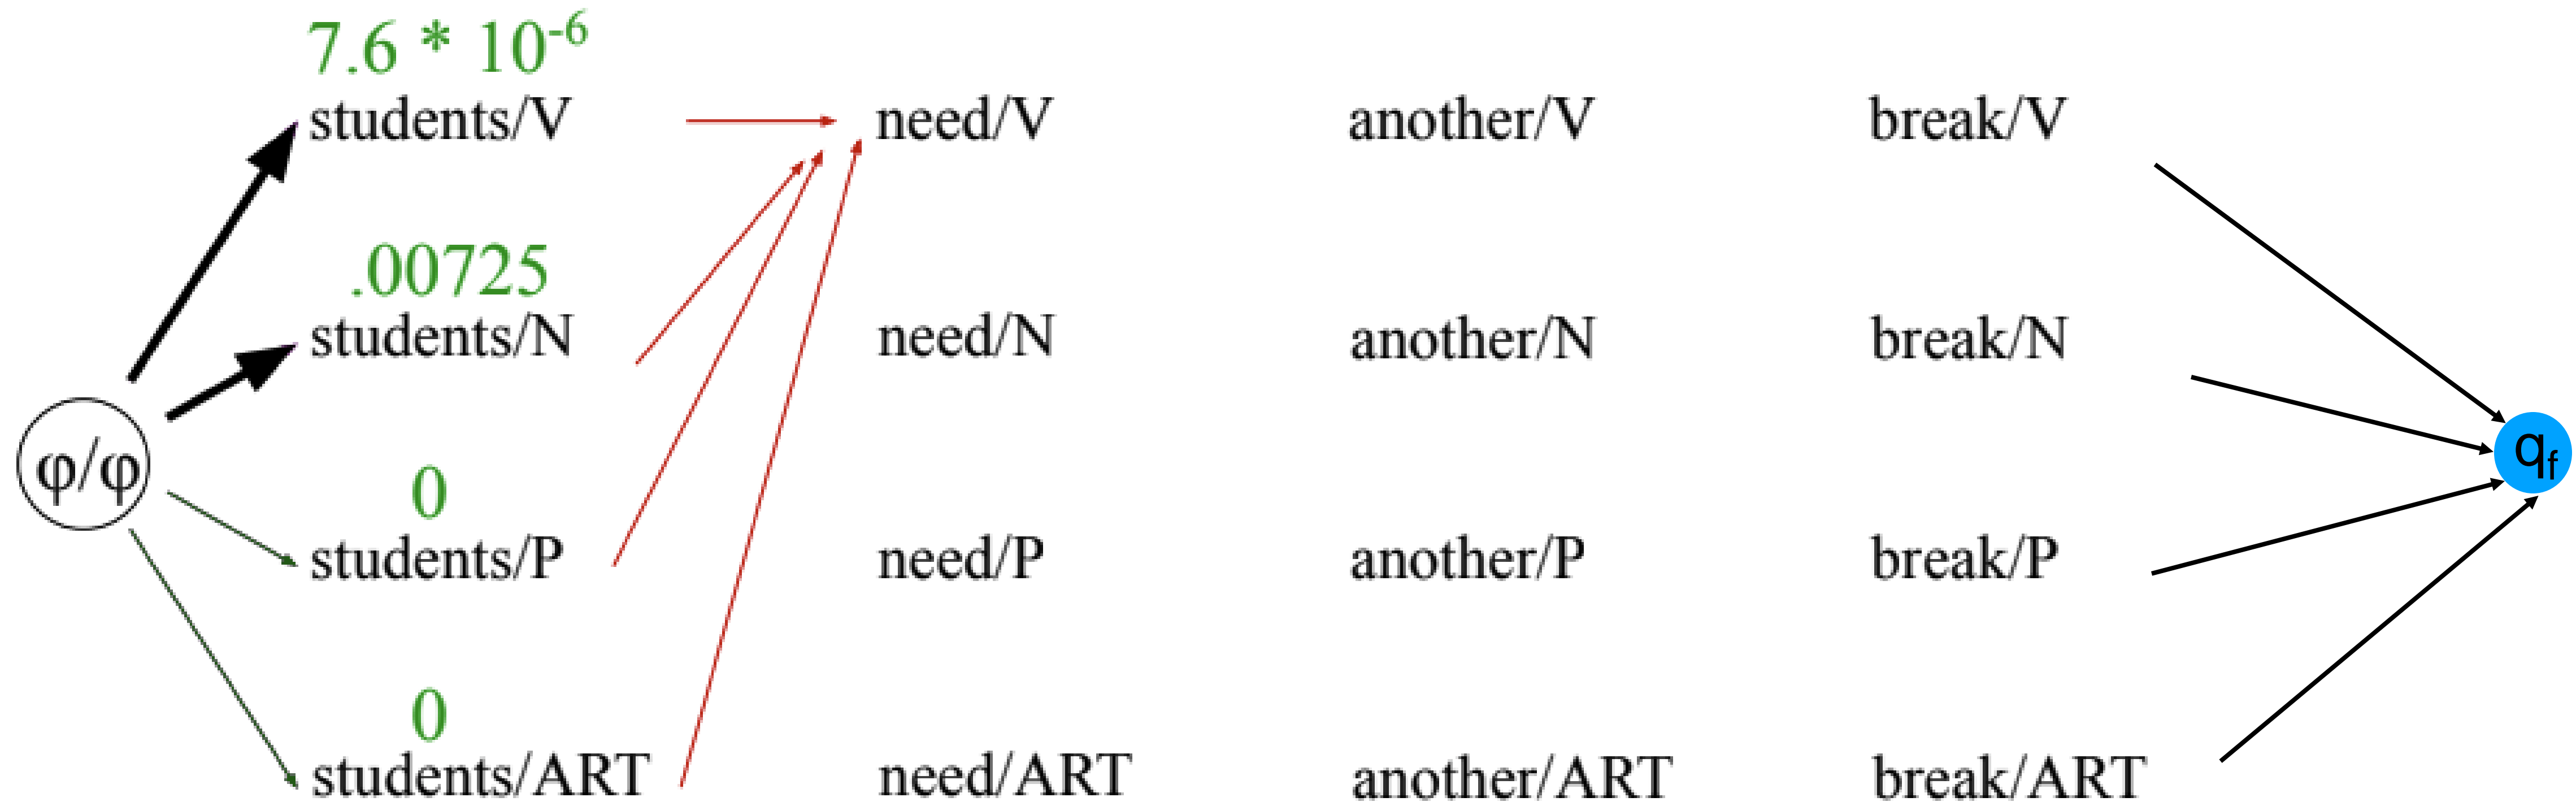 7.6 * 10⁻⁶
students/V need/V another/V break/V
.00725
students/N need/N another/N break/N
φ/φ
qf
0
students/P need/P another/P break/P
0
students/ART need/ART another/ART break/ART